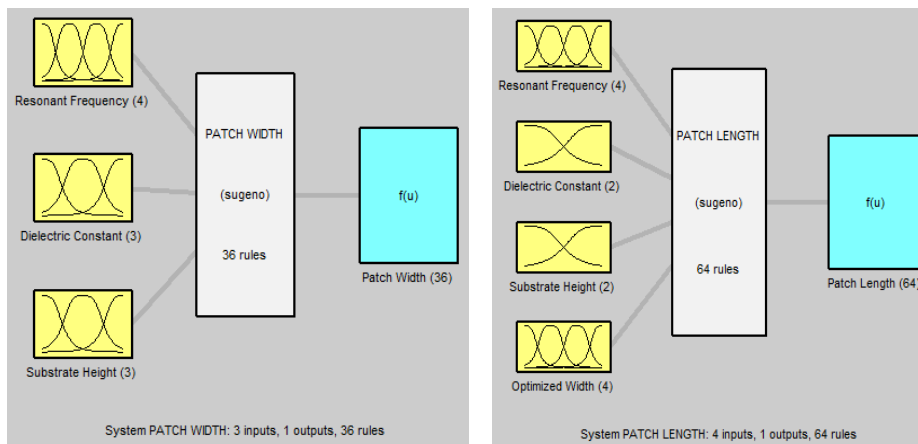 Resonant Frequency (4)
PATCH WIDTH
(sugeno)
36 rules
Dielectric Constant (3)
Substrate Height (3)
f(u)
Patch Width (36)
System PATCH WIDTH: 3 inputs, 1 outputs, 36 rules
Resonant Frequency (4)
PATCH LENGTH
(sugeno)
64 rules
Dielectric Constant (2)
Substrate Height (2)
Optimized Width (4)
f(u)
Patch Length (64)
System PATCH LENGTH: 4 inputs, 1 outputs, 64 rules